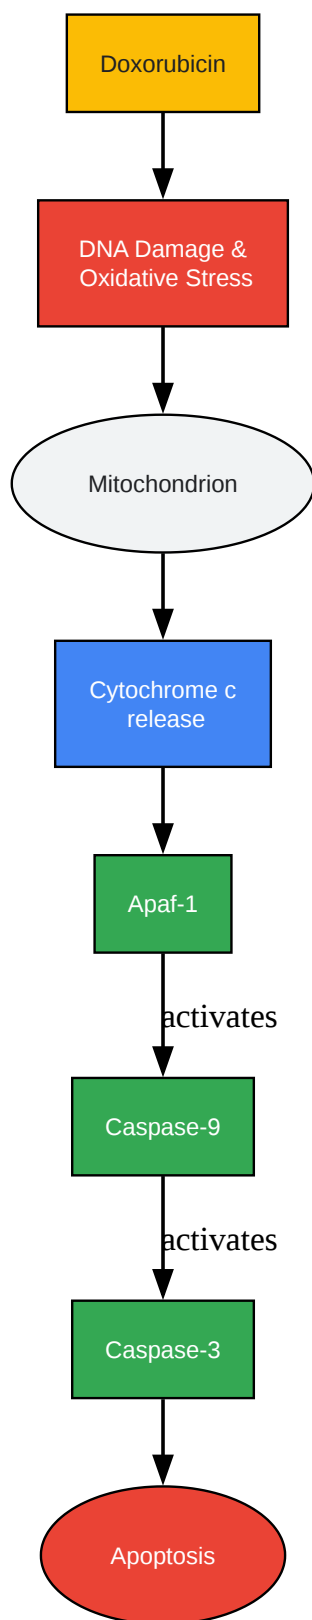 Doxorubicin
DNA Damage &
Oxidative Stress
Mitochondrion
Cytochrome c
release
Apaf-1
activates
Caspase-9
activates
Caspase-3
Apoptosis